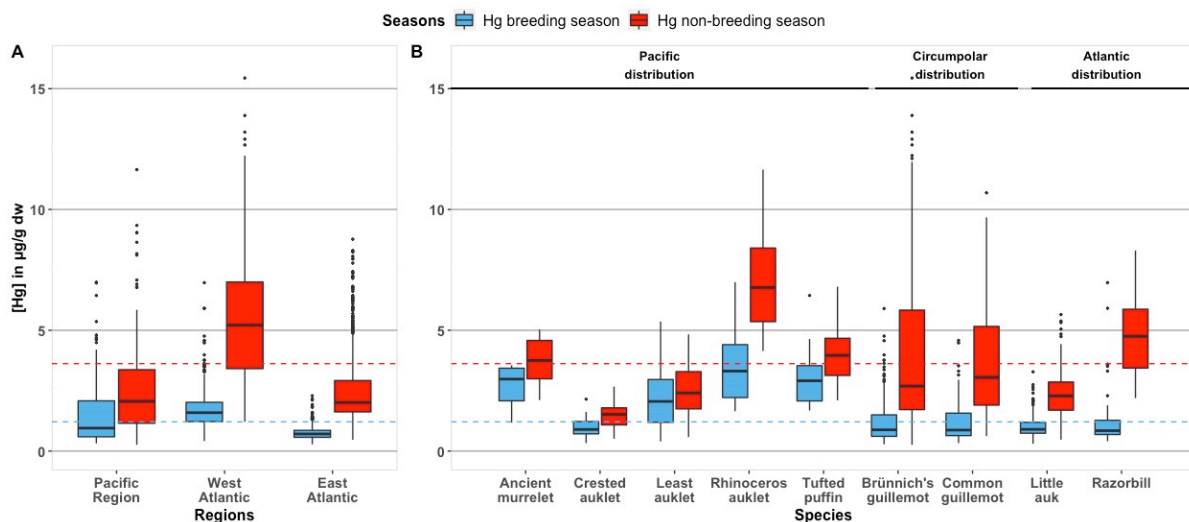 Seasons Hg breeding season Hg non-breeding season
A
B
Pacific distribution
Circumpolar distribution
Atlantic distribution
[Hg] in µg/g dw
15
10
5
0
15
10
5
0
Pacific Region
West Atlantic
East Atlantic
Regions
Ancient murrelet
Crested auklet
Least auklet
Rhinoceros auklet
Tufted puffin
Brünnich's guillemot
Common guillemot
Little auk
Razorbill
Species